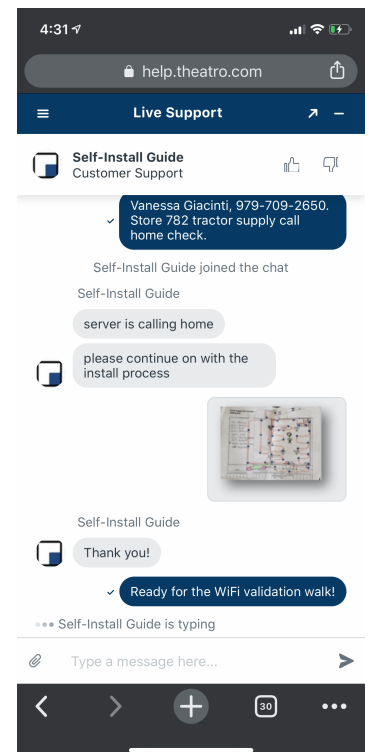 4:31
help.theatro.com
Live Support
Self-Install Guide
Customer Support
Vanessa Giacinti, 979-709-2650.
Store 782 tractor supply call
home check.
Self-Install Guide joined the chat
Self-Install Guide
server is calling home
please continue on with the
install process
Self-Install Guide
Thank you!
Ready for the WiFi validation walk!
Self-Install Guide is typing
Type a message here...
30